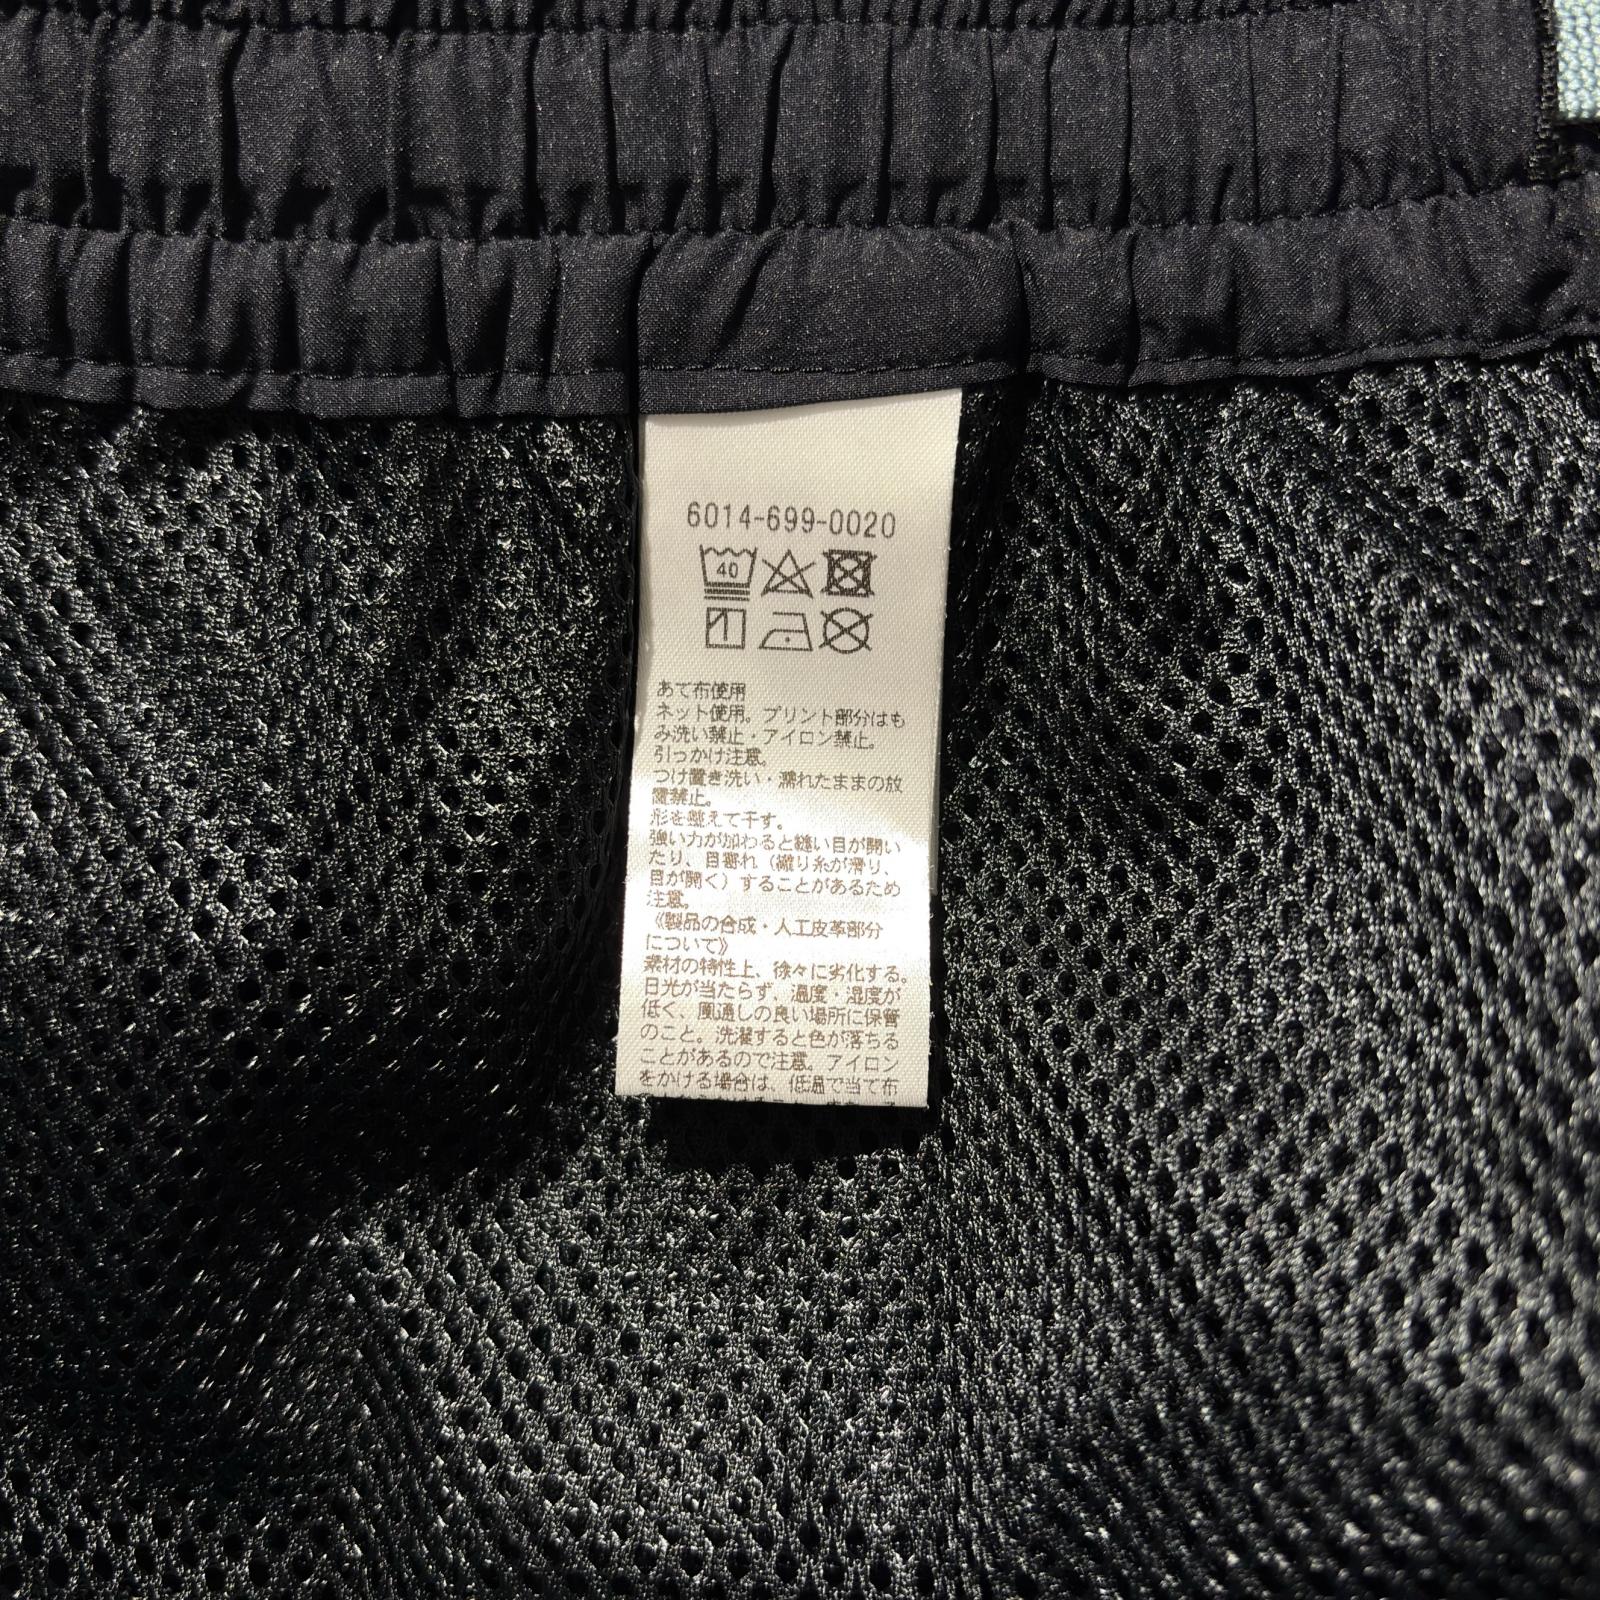 6014-699-0020
40
あて布使用
ネット使用。プリント部分はも
み洗い禁止・アイロン禁止。
引っかけ注意。
つけ置き洗い・濡れたままの放
置禁止。
形を整えて干す。
強い力が加わると縫い目が開い
たり、目寄れ（織り糸が滑り、
目が開く）することがあるため
注意。
《製品の合成・人工皮革部分
について》
素材の特性上、徐々に劣化する。
日光が当たらず、温度・湿度が
低く、風通しの良い場所に保管
のこと。洗濯すると色が落ちる
ことがあるので注意。アイロン
をかける場合は、低温で当て布